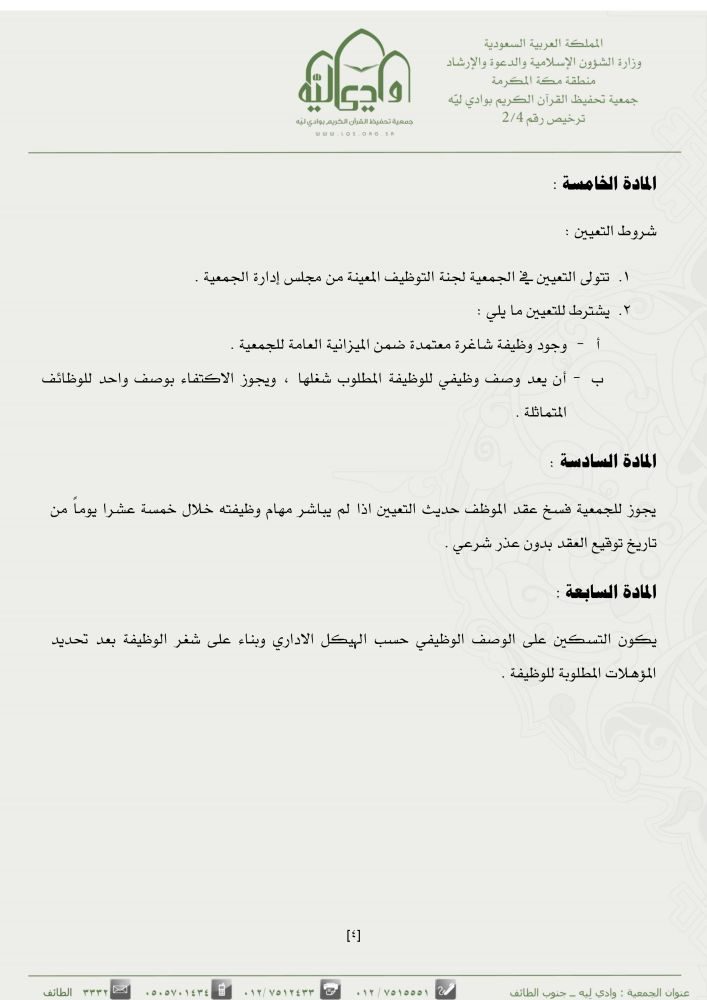 المملكة العربية السعودية
وزارة الشؤون الإسلامية والدعوة والإرشاد
منطقة مكة المكرمة
جمعية تحفيظ القرآن الكريم بوادي ليّه
ترخيص رقم 2/4
وادي ليّه
جمعية تحفيظ القرآن الكريم بوادي ليّه
WWW.LQS.ORG.SA
المادة الخامسة :
شروط التعيين :
١. تتولى التعيين في الجمعية لجنة التوظيف المعينة من مجلس إدارة الجمعية .
٢. يشترط للتعيين ما يلي :
أ - وجود وظيفة شاغرة معتمدة ضمن الميزانية العامة للجمعية .
ب - أن يعد وصف وظيفي للوظيفة المطلوب شغلها ، ويجوز الاكتفاء بوصف واحد للوظائف
المتماثلة .
المادة السادسة :
يجوز للجمعية فسخ عقد الموظف حديث التعيين اذا لم يباشر مهام وظيفته خلال خمسة عشرا يوماً من
تاريخ توقيع العقد بدون عذر شرعي .
المادة السابعة :
يكون التسكين على الوصف الوظيفي حسب الهيكل الاداري وبناء على شغر الوظيفة بعد تحديد
المؤهلات المطلوبة للوظيفة .
[٤]
عنوان الجمعية : وادي ليه – جنوب الطائف ٠١٢/٧٥١٥٥٥١ ٠١٢/٧٥١٢٤٣٣ ٠٥٠٥٧٠١٤٣٤ ٣٣٣٢ الطائف